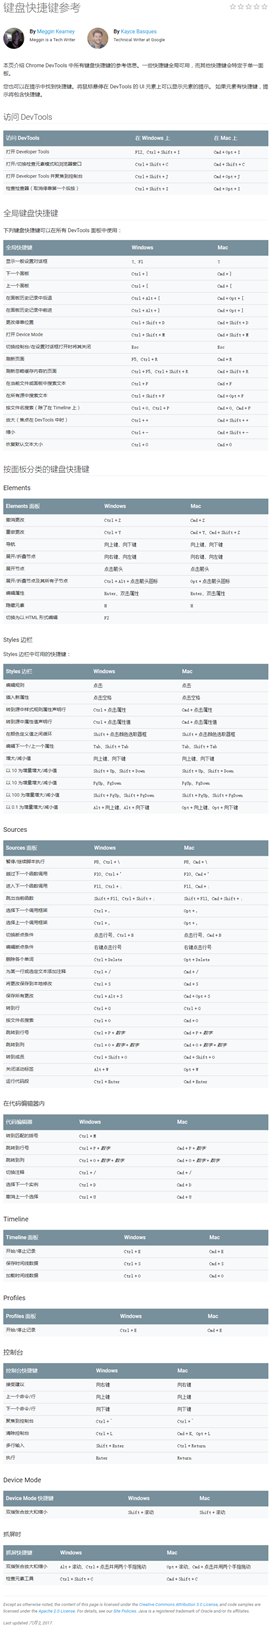 键盘快捷键参考
By Meggin Kearney
Meggin is a Tech Writer
By Kayce Basques
Technical Writer at Google
本页介绍 Chrome DevTools 中所有键盘快捷键的参考信息。一些快捷键全局可用，而其他快捷键会特定于单一面板。
您也可以在提示中找到快捷键。将鼠标悬停在 DevTools 的 UI 元素上可以显示元素的提示。 如果元素有快捷键，提示将包含快捷键。
访问 DevTools
访问 DevTools 在 Windows 上 在 Mac 上
打开 Developer Tools F12, Ctrl + Shift + I Cmd + Opt + I
打开/切换检查元素模式和浏览器窗口 Ctrl + Shift + C Cmd + Shift + C
打开 Developer Tools 并聚焦到控制台 Ctrl + Shift + J Cmd + Opt + J
全局键盘快捷键
下列键盘快捷键可以在所有 DevTools 面板中使用：
全局快捷键 Windows Mac
显示一般设置对话框 ?, F1 ?
下一个面板 Ctrl + ] Cmd + ]
上一个面板 Ctrl + [ Cmd + [
在面板历史记录中后退 Ctrl + Alt + [ Cmd + Opt + [
在面板历史记录中前进 Ctrl + Alt + ] Cmd + Opt + ]
更改停靠位置 Ctrl + Shift + D Cmd + Shift + D
打开 Device Mode Ctrl + Shift + M Cmd + Shift + M
切换控制台/在设置对话框打开时将其关闭 Esc Esc
刷新页面 F5, Ctrl + R Cmd + R
刷新忽略缓存内容的页面 Ctrl + F5, Ctrl + Shift + R Cmd + Shift + R
在当前文件或面板中搜索文本 Ctrl + F Cmd + F
在所有源中搜索文本 Ctrl + Shift + F Cmd + Opt + F
按文件名搜索（除了在 Timeline 上） Ctrl + O, Ctrl + P Cmd + O, Cmd + P
放大（焦点在 DevTools 中时） Ctrl + + Cmd + Shift + +
缩小 Ctrl + - Cmd + Shift + -
恢复默认文本大小 Ctrl + 0 Cmd + 0
按面板分类的键盘快捷键
Elements
Elements 面板 Windows Mac
撤消更改 Ctrl + Z Cmd + Z
重做更改 Ctrl + Y Cmd + Y, Cmd + Shift + Z
导航 向上键、向下键 向上键、向下键
展开/折叠节点 向右键、向左键 向右键、向左键
展开节点 点击箭头 点击箭头
展开/折叠节点及其所有子节点 Ctrl + Alt + 点击箭头图标 Opt + 点击箭头图标
编辑属性 Enter, 双击属性 Enter, 双击属性
隐藏元素 H H
切换为以 HTML 形式编辑 F2
Styles 边栏
Styles 边栏中可用的快捷键：
Styles 边栏 Windows Mac
编辑规则 点击 点击
插入新属性 点击空格 点击空格
转到源中样式规则属性声明行 Ctrl + 点击属性 Cmd + 点击属性
转到源中属性值声明行 Ctrl + 点击属性值 Cmd + 点击属性值
在颜色定义值之间循环 Shift + 点击颜色选取器框 Shift + 点击颜色选取器框
编辑下一个/上一个属性 Tab, Shift + Tab Tab, Shift + Tab
增大/减小值 向上键、向下键 向上键、向下键
以 10 为增量增大/减小值 Shift + Up, Shift + Down Shift + Up, Shift + Down
以 10 为增量增大/减小值 PgUp, PgDown PgUp, PgDown
以 100 为增量增大/减小值 Shift + PgUp, Shift + PgDown Shift + PgUp, Shift + PgDown
以 0.1 为增量增大/减小值 Alt + 向上键、Alt + 向下键 Opt + 向上键、Opt + 向下键
Sources
Sources 面板 Windows Mac
暂停/继续脚本执行 F8, Ctrl + \ F8, Cmd + \
越过下个函数调用 F10, Ctrl + ' F10, Cmd + '
进入下个函数调用 F11, Ctrl + ; F11, Cmd + ;
跳出当前函数 Shift + F11, Ctrl + Shift + ; Shift + F11, Cmd + Shift + ;
选择下一个调用框架 Ctrl + . Opt + .
选择上一个调用框架 Ctrl + , Opt + ,
切换断点条件 点击行号、Ctrl + B 点击行号、Cmd + B
编辑断点条件 右键点击行号 右键点击行号
删除各个单词 Ctrl + Delete Opt + Delete
为某一行或选定文本添加注释 Ctrl + / Cmd + /
将更改保存到本地修改 Ctrl + S Cmd + S
保存所有更改 Ctrl + Alt + S Cmd + Opt + S
转到行 Ctrl + G Ctrl + G
按文件名搜索 Ctrl + O Cmd + O
跳转到行号 Ctrl + P + 数字 Cmd + P + 数字
跳转到列 Ctrl + O + 数字 + 数字 Cmd + O + 数字 + 数字
转到成员 Ctrl + Shift + O Cmd + Shift + O
关闭活动标签 Alt + W Opt + W
运行代码段 Ctrl + Enter Cmd + Enter
在代码编辑器内
代码编辑器 Windows Mac
转到匹配的括号 Ctrl + M
跳转到行号 Ctrl + P + 数字 Cmd + P + 数字
跳转到列 Ctrl + O + 数字 + 数字 Cmd + O + 数字 + 数字
切换注释 Ctrl + / Cmd + /
选择下一个实例 Ctrl + D Cmd + D
撤消上一个选择 Ctrl + U Cmd + U
Timeline
Timeline 面板 Windows Mac
开始/停止记录 Ctrl + E Cmd + E
保存时间线数据 Ctrl + S Cmd + S
加载时间线数据 Ctrl + O Cmd + O
Profiles
Profiles 面板 Windows Mac
开始/停止记录 Ctrl + E Cmd + E
控制台
控制台快捷键 Windows Mac
接受建议 向右键 向右键
上一个命令/行 向上键 向上键
下一个命令/行 向下键 向下键
聚焦到控制台 Ctrl + ` Ctrl + `
清除控制台 Ctrl + L Cmd + K, Opt + L
多行输入 Shift + Enter Ctrl + Return
执行 Enter Return
Device Mode
Device Mode 快捷键 Windows Mac
双指张合放大和缩小 Shift + 滚动 Shift + 滚动
抓屏时
抓屏快捷键 Windows Mac
双指张合放大和缩小 Alt + 滚动、Ctrl + 点击并用两个手指拖动 Opt + 滚动、Cmd + 点击并用两个手指拖动
检查元素工具 Ctrl + Shift + C Cmd + Shift + C
Except as otherwise noted, the content of this page is licensed under the Creative Commons Attribution 3.0 License, and code samples are licensed under the Apache 2.0 License. For details, see our Site Policies. Java is a registered trademark of Oracle and/or its affiliates.